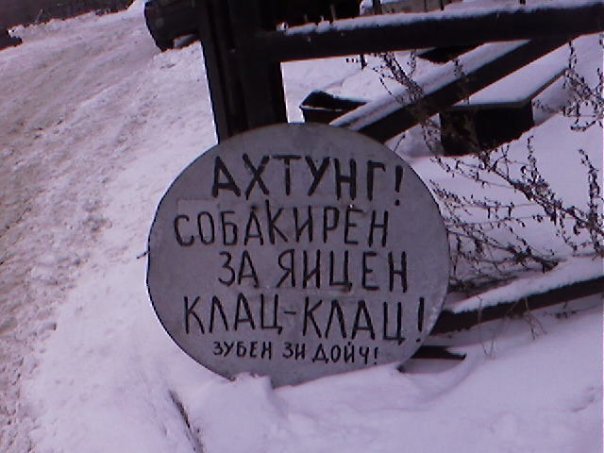 АХТУНГ!
СОБАКИРЕН
ЗА ЯИЦЕН
КЛАЦ-КЛАЦ!
ЗУБЕН ЗИ ДОЙЧ!